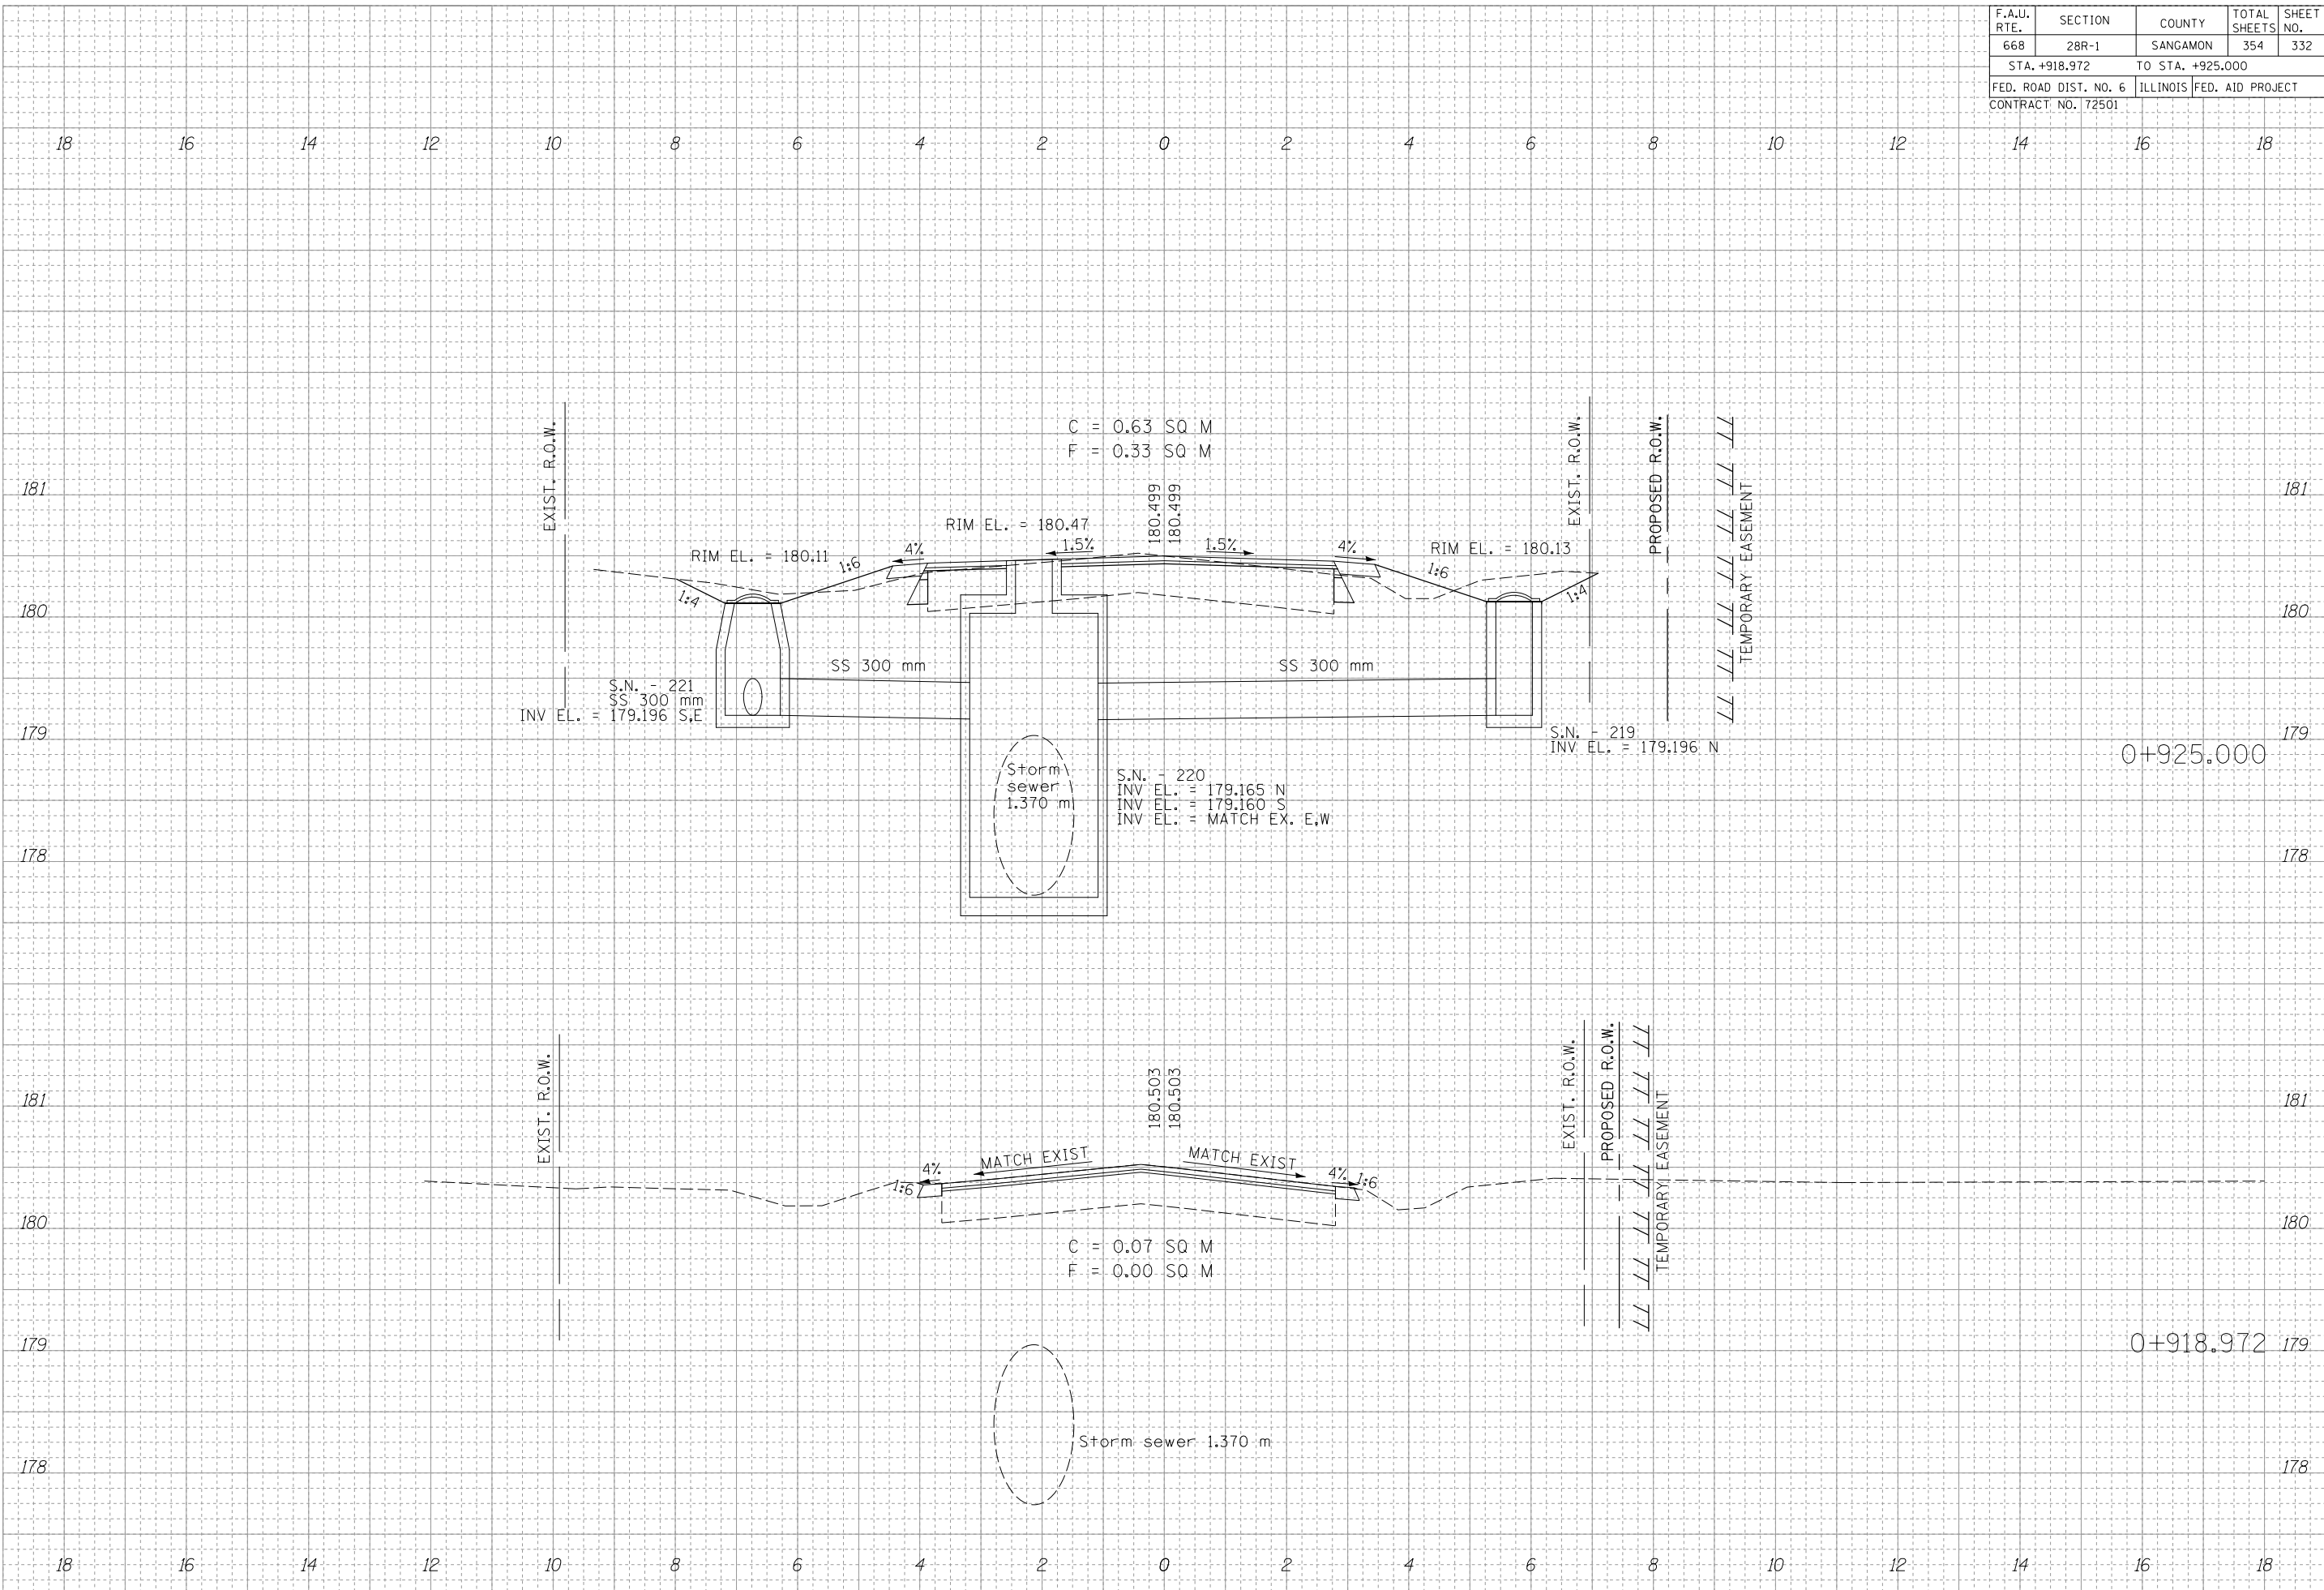 F.A.U. RTE. SECTION COUNTY TOTAL SHEETS SHEET NO.
668 28R-1 SANGAMON 354 332
STA. +918.972 TO STA. +925.000
FED. ROAD DIST. NO. 6 ILLINOIS FED. AID PROJECT
CONTRACT NO. 72501
18 16 14 12 10 8 6 4 2 0 2 4 6 8 10 12 14 16 18
C = 0.63 SQ M
F = 0.33 SQ M
EXIST. R.O.W.
EXIST. R.O.W.
PROPOSED R.O.W.
TEMPORARY EASEMENT
181 181
180.499
180.499
RIM EL. = 180.47
RIM EL. = 180.11
RIM EL. = 180.13
1:6 4% 1.5% 1.5% 4% 1:6
1:4 1:4
180 180
SS 300 mm SS 300 mm
S.N. - 221
SS 300 mm
INV EL. = 179.196 S,E
179 179
S.N. - 219
INV EL. = 179.196 N
0+925.000
Storm
sewer
1.370 m
S.N. - 220
INV EL. = 179.165 N
INV EL. = 179.160 S
INV EL. = MATCH EX. E,W
178 178
EXIST. R.O.W.
EXIST. R.O.W.
PROPOSED R.O.W.
TEMPORARY EASEMENT
181 181
180.503
180.503
MATCH EXIST MATCH EXIST
1:6 4% 4% 1:6
180 180
C = 0.07 SQ M
F = 0.00 SQ M
179 179
0+918.972
Storm sewer 1.370 m
178 178
18 16 14 12 10 8 6 4 2 0 2 4 6 8 10 12 14 16 18